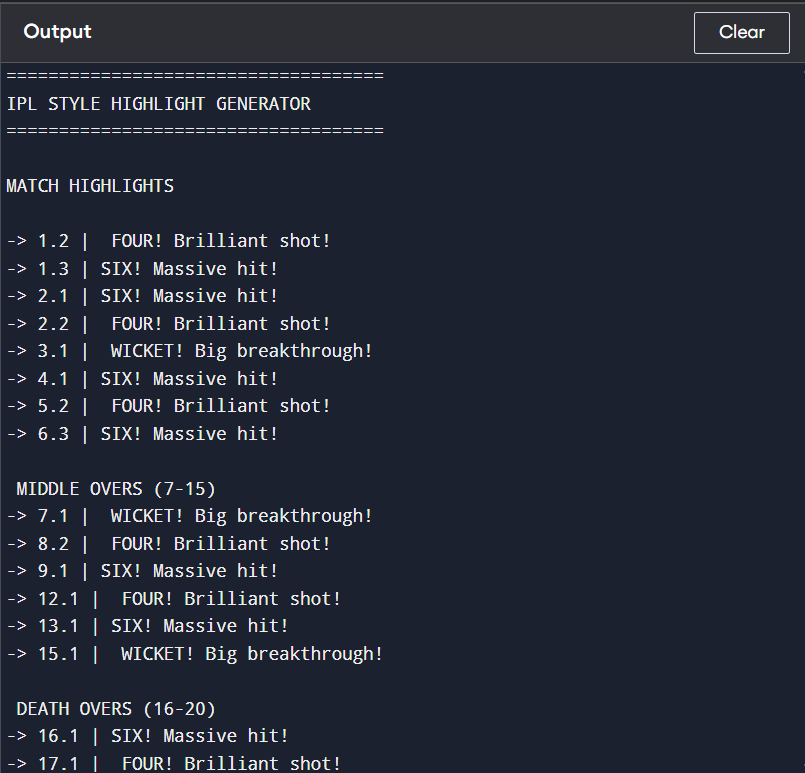 Output
Clear
====================================
IPL STYLE HIGHLIGHT GENERATOR
====================================
MATCH HIGHLIGHTS
-> 1.2 |  FOUR! Brilliant shot!
-> 1.3 | SIX! Massive hit!
-> 2.1 | SIX! Massive hit!
-> 2.2 |  FOUR! Brilliant shot!
-> 3.1 |  WICKET! Big breakthrough!
-> 4.1 | SIX! Massive hit!
-> 5.2 |  FOUR! Brilliant shot!
-> 6.3 | SIX! Massive hit!
 MIDDLE OVERS (7-15)
-> 7.1 |  WICKET! Big breakthrough!
-> 8.2 |  FOUR! Brilliant shot!
-> 9.1 | SIX! Massive hit!
-> 12.1 |  FOUR! Brilliant shot!
-> 13.1 | SIX! Massive hit!
-> 15.1 |  WICKET! Big breakthrough!
 DEATH OVERS (16-20)
-> 16.1 | SIX! Massive hit!
-> 17.1 |  FOUR! Brilliant shot!